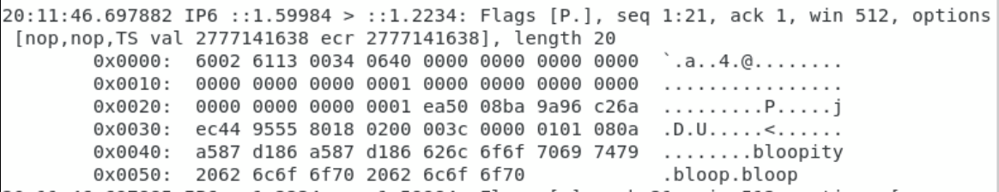 20:11:46.697882 IP6 ::1.59984 > ::1.2234: Flags [P.], seq 1:21, ack 1, win 512, options
[nop,nop,TS val 2777141638 ecr 2777141638], length 20
0x0000:  6002 6113 0034 0640 0000 0000 0000 0000  `.a..4.@........
0x0010:  0000 0000 0000 0001 0000 0000 0000 0000  ................
0x0020:  0000 0000 0000 0001 ea50 08ba 9a96 c26a  .........P.....j
0x0030:  ec44 9555 8018 0200 003c 0000 0101 080a  .D.U.....<......
0x0040:  a587 d186 a587 d186 626c 6f6f 7069 7479  ........bloopity
0x0050:  2062 6c6f 6f70 2062 6c6f 6f70  .bloop.bloop